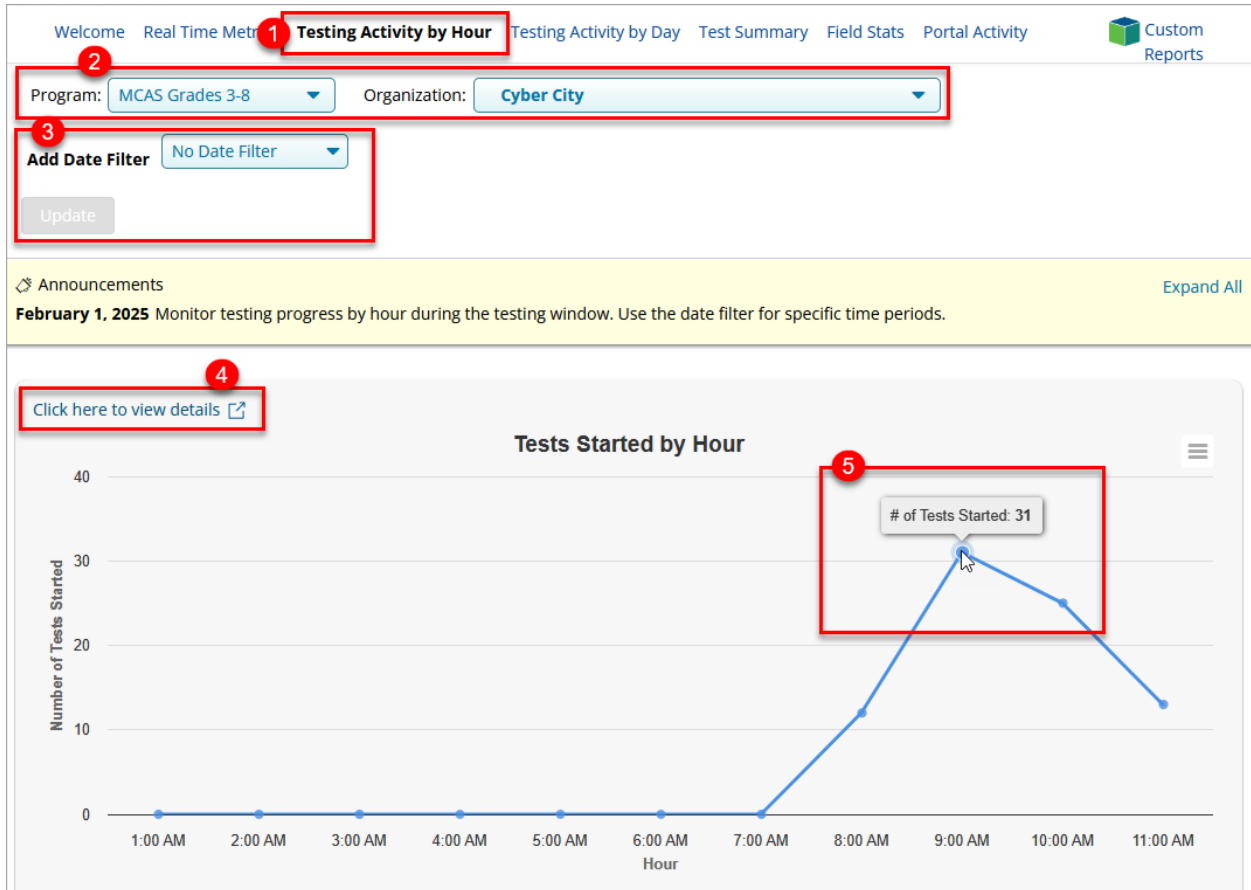 Welcome Real Time Metr 1 Testing Activity by Hour Testing Activity by Day Test Summary Field Stats Portal Activity Custom Reports
2
Program: MCAS Grades 3-8 Organization: Cyber City
3
Add Date Filter No Date Filter
Update
Announcements Expand All
February 1, 2025 Monitor testing progress by hour during the testing window. Use the date filter for specific time periods.
4
Click here to view details
Tests Started by Hour
5
# of Tests Started: 31
Number of Tests Started
40
30
20
10
0
1:00 AM 2:00 AM 3:00 AM 4:00 AM 5:00 AM 6:00 AM 7:00 AM 8:00 AM 9:00 AM 10:00 AM 11:00 AM
Hour